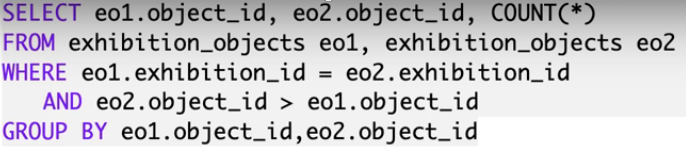 SELECT eo1.object_id, eo2.object_id, COUNT(*)
FROM exhibition_objects eo1, exhibition_objects eo2
WHERE eo1.exhibition_id = eo2.exhibition_id
AND eo2.object_id > eo1.object_id
GROUP BY eo1.object_id,eo2.object_id